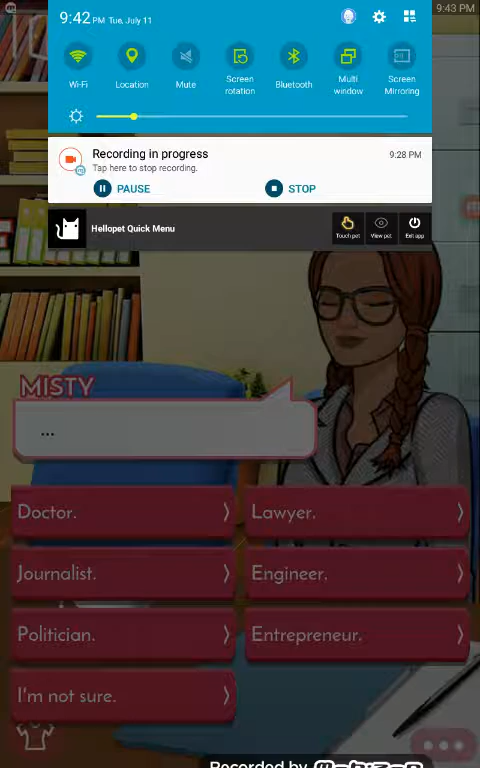 9:42 PM Tue, July 11
9:43 PM
Wi-Fi
Location
Mute
Screen
rotation
Bluetooth
Multi
window
Screen
Mirroring
Recording in progress
9:28 PM
Tap here to stop recording.
PAUSE
STOP
Hellopet Quick Menu
Touch pet
View pet
Exit app
MISTY
...
Doctor.
Lawyer.
Journalist.
Engineer.
Politician.
Entrepreneur.
I'm not sure.
Recorded by Mobizen